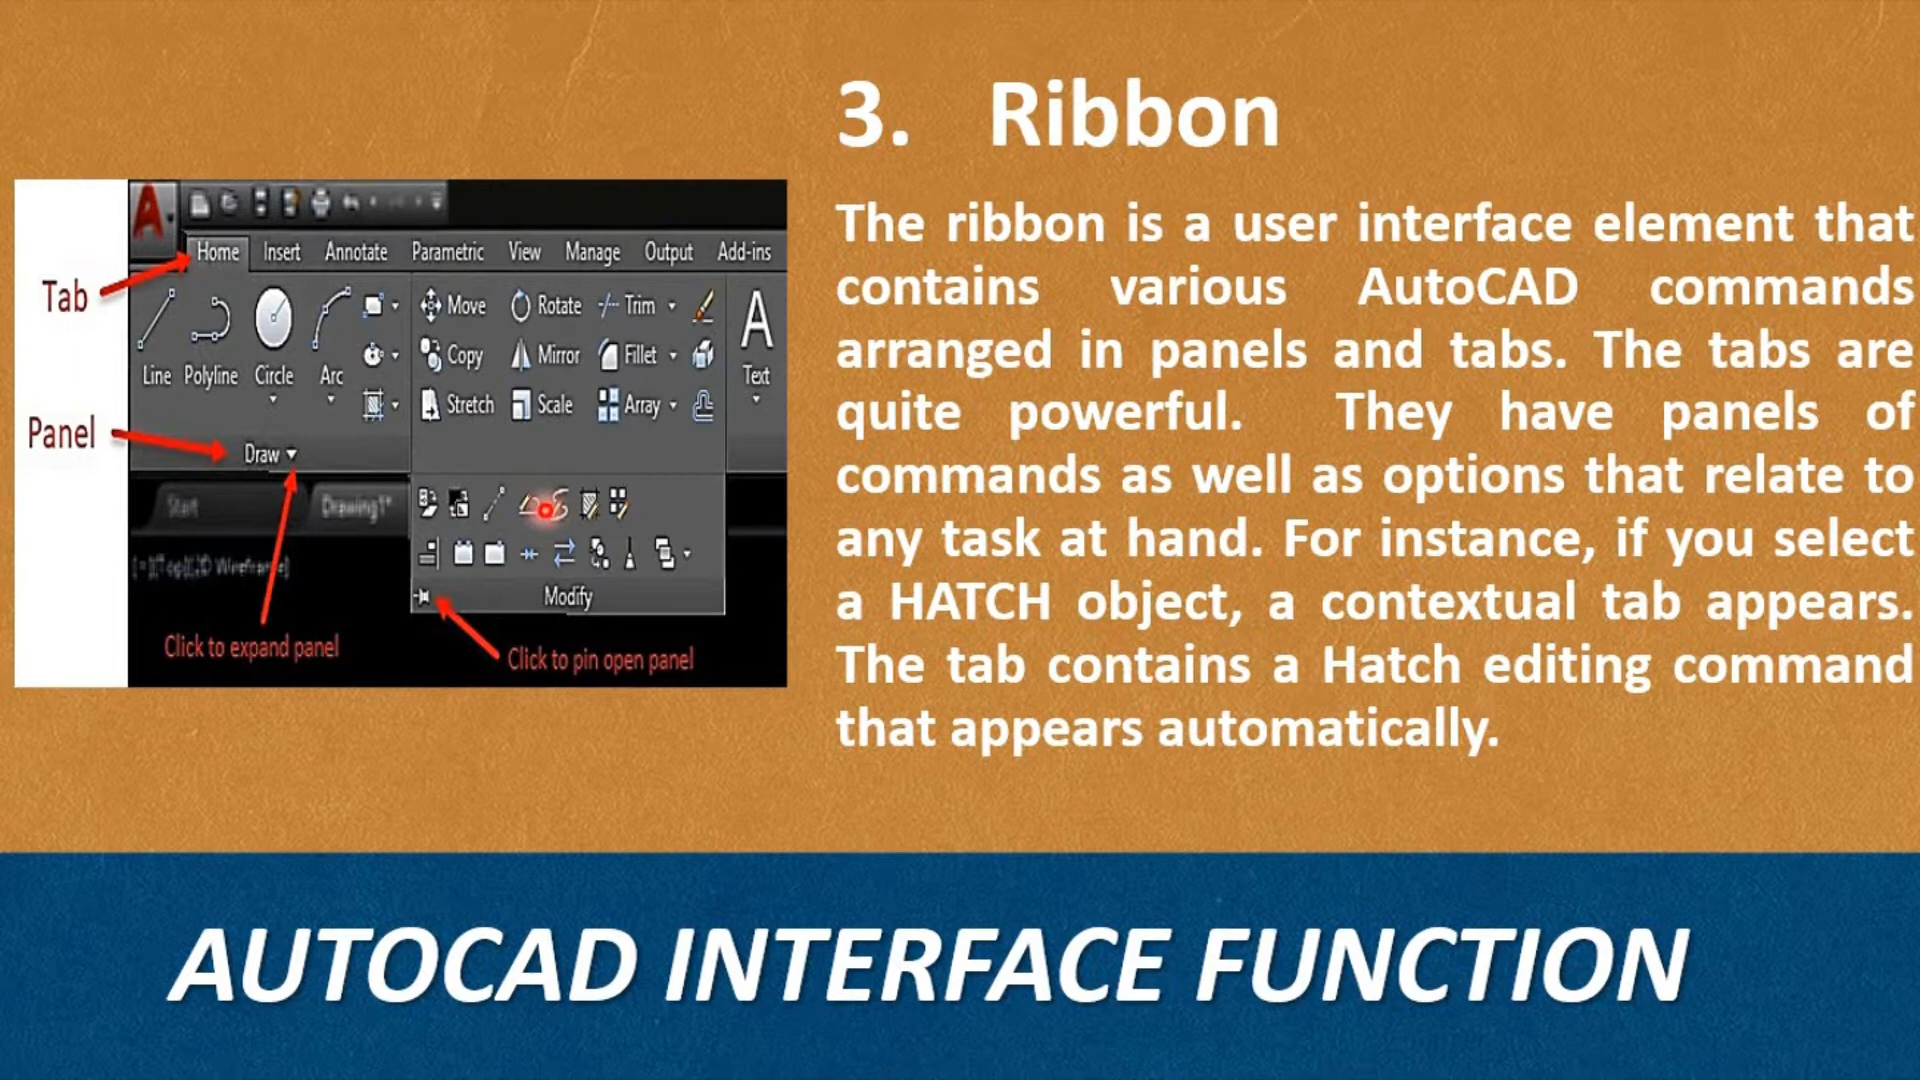 3. Ribbon
The ribbon is a user interface element that
contains various AutoCAD commands
arranged in panels and tabs. The tabs are
quite powerful. They have panels of
commands as well as options that relate to
any task at hand. For instance, if you select
a HATCH object, a contextual tab appears.
The tab contains a Hatch editing command
that appears automatically.
A
Home Insert Annotate Parametric View Manage Output Add-ins
Tab
Move Rotate Trim
A
Copy Mirror Fillet
Line Polyline Circle Arc
Text
Stretch Scale Array
Panel
Draw
Start Drawing1*
[-][Top][2D Wireframe]
Modify
Click to expand panel
Click to pin open panel
AUTOCAD INTERFACE FUNCTION